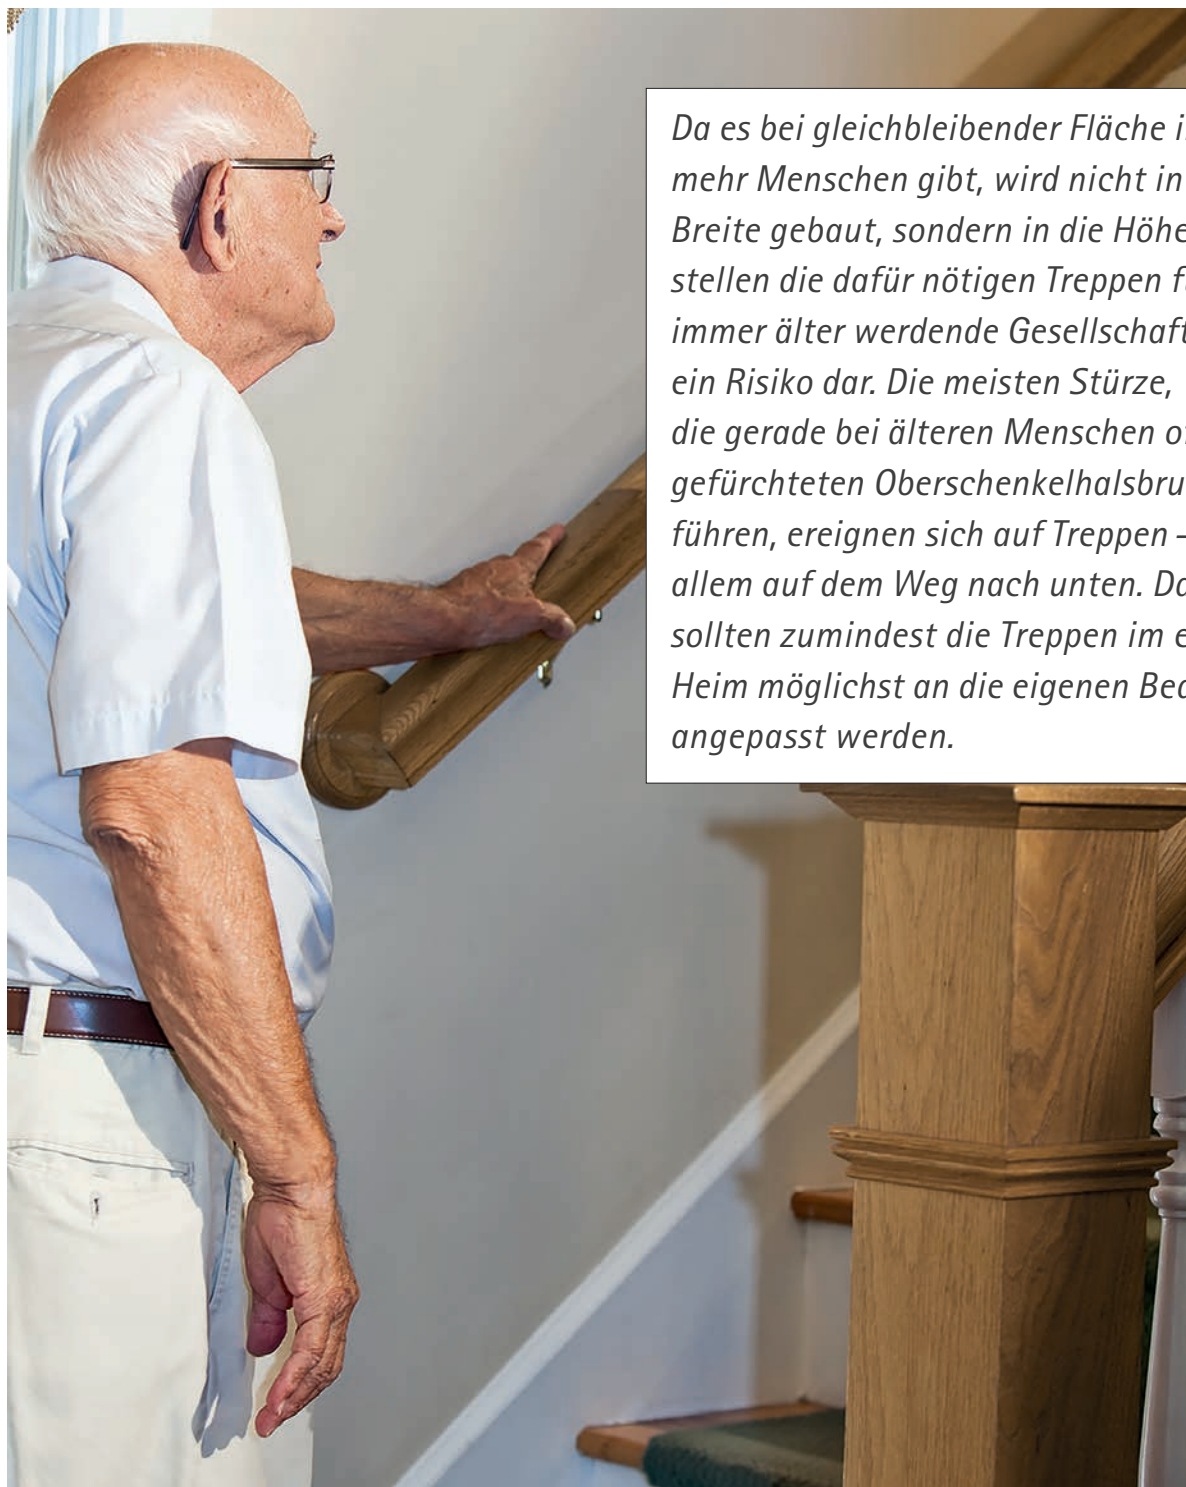 Da es bei gleichbleibender Fläche
mehr Menschen gibt, wird nicht in
Breite gebaut, sondern in die Höhe
stellen die dafür nötigen Treppen
immer älter werdende Gesellschaft
ein Risiko dar. Die meisten Stürze,
die gerade bei älteren Menschen
gefürchteten
führen, ereignen sich auf Treppen –
allem auf dem Weg nach unten.
sollten zumindest die Treppen im
Heim möglichst an die eigenen
angepasst werden.